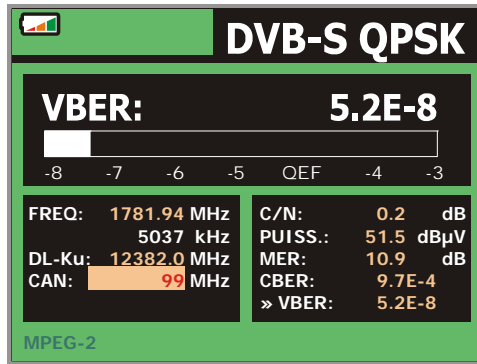 DVB-S QPSK
VBER: 5.2E-8
-8 -7 -6 -5 QEF -4 -3
FREQ: 1781.94 MHz
5037 kHz
DL-Ku: 12382.0 MHz
CAN: 99 MHz
C/N: 0.2 dB
PUISS.: 51.5 dBµV
MER: 10.9 dB
CBER: 9.7E-4
» VBER: 5.2E-8
MPEG-2